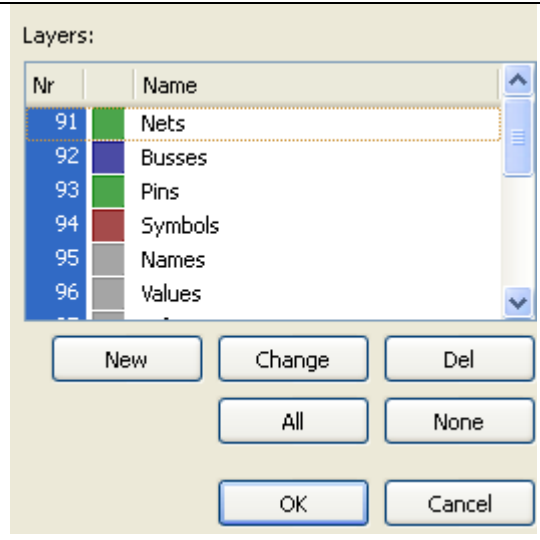 Layers:
Nr Name
91 Nets
92 Busses
93 Pins
94 Symbols
95 Names
96 Values
New Change Del
All None
OK Cancel